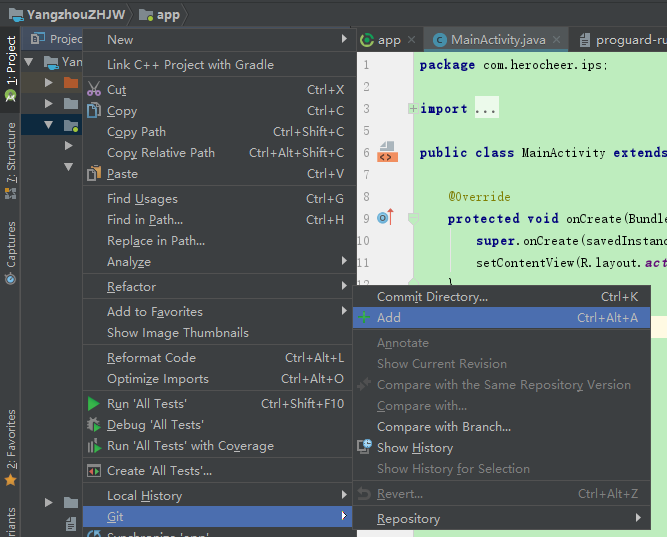 YangzhouZHJW
app
1: Project
7: Structure
Captures
2: Favorites
Projec
Yan
New
Link C++ Project with Gradle
Cut Ctrl+X
Copy Ctrl+C
Copy Path Ctrl+Shift+C
Copy Relative Path Ctrl+Alt+Shift+C
Paste Ctrl+V
Find Usages Ctrl+G
Find in Path... Ctrl+H
Replace in Path...
Analyze
Refactor
Add to Favorites
Show Image Thumbnails
Reformat Code Ctrl+Alt+L
Optimize Imports Ctrl+Alt+O
Run 'All Tests' Ctrl+Shift+F10
Debug 'All Tests'
Run 'All Tests' with Coverage
Create 'All Tests'...
Local History
Git
Synchronize 'app'
app
MainActivity.java
proguard-ru
1 package com.herocheer.ips;
2
3 import ...
5
6 public class MainActivity extends
7
8 @Override
9 protected void onCreate(Bundle
10 super.onCreate(savedInstan
11 setContentView(R.layout.act
12 }
Commit Directory... Ctrl+K
Add Ctrl+Alt+A
Annotate
Show Current Revision
Compare with the Same Repository Version
Compare with...
Compare with Branch...
Show History
Show History for Selection
Revert... Ctrl+Alt+Z
Repository